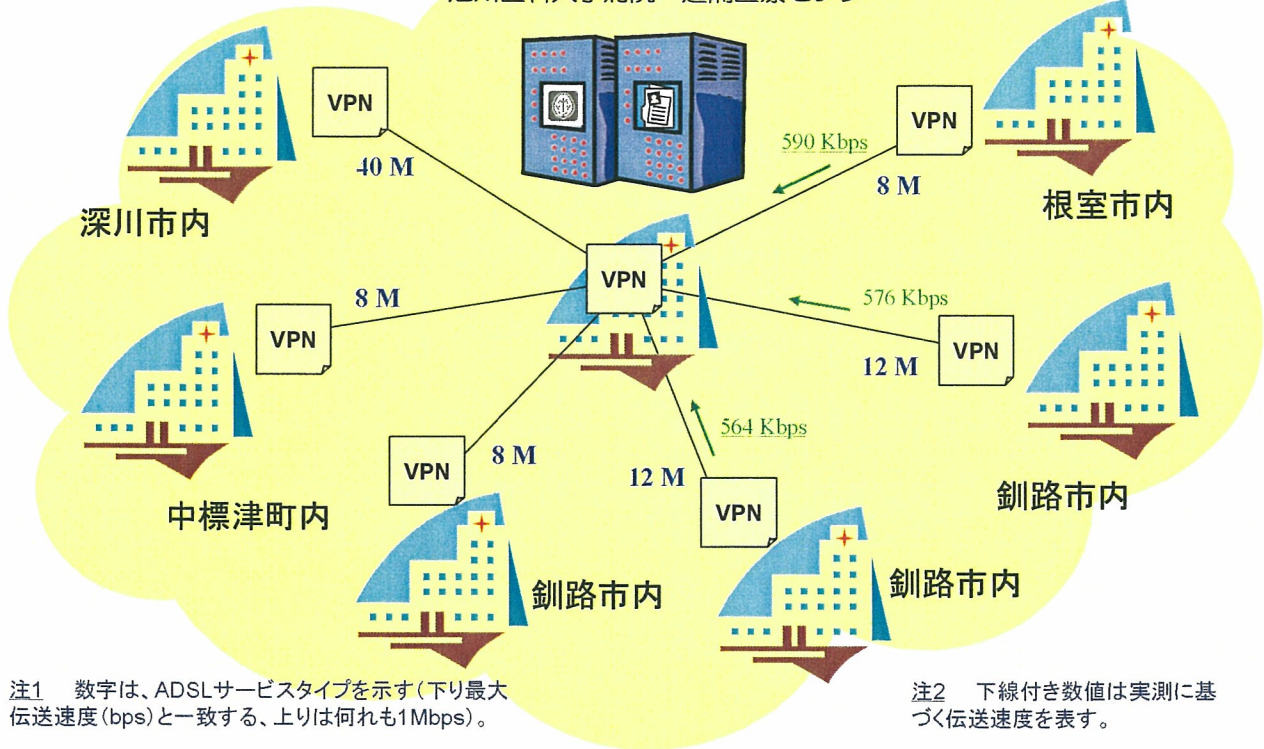 VPN
40 M
深川市内
590 Kbps
VPN
8 M
根室市内
VPN
8 M
VPN
中標津町内
576 Kbps
VPN
12 M
釧路市内
564 Kbps
8 M
VPN
釧路市内
12 M
VPN
釧路市内
注1 数字は、ADSLサービスタイプを示す(下り最大
伝送速度(bps)と一致する、上りは何れも1Mbps)。
注2 下線付き数値は実測に基
づく伝送速度を表す。